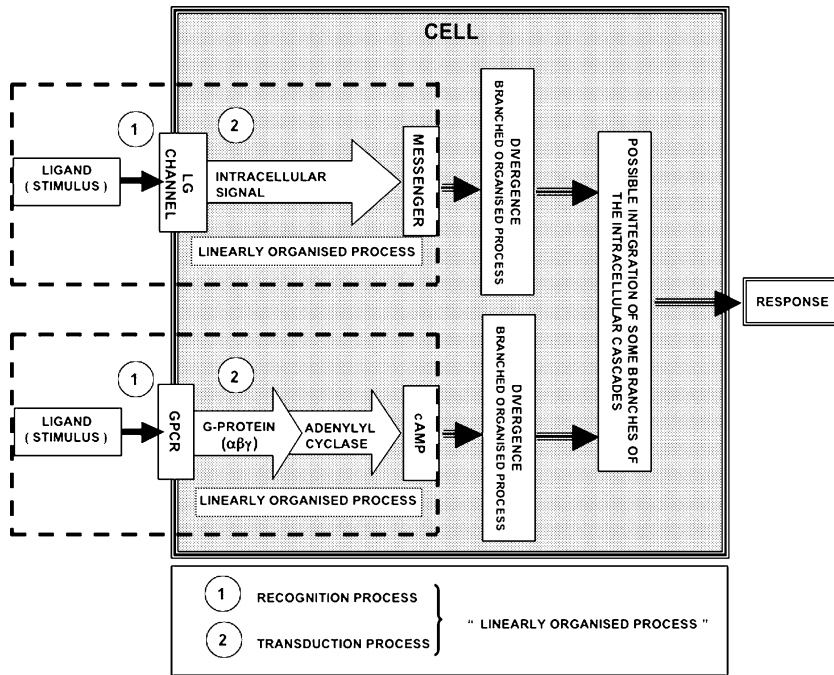 CELL
1
2
LIGAND
( STIMULUS )
LG
CHANNEL
INTRACELLULAR
SIGNAL
MESSENGER
LINEARLY ORGANISED PROCESS
DIVERGENCE
BRANCHED ORGANISED PROCESS
POSSIBLE INTEGRATION OF SOME BRANCHES OF
THE INTRACELLULAR CASCADES
RESPONSE
1
2
LIGAND
(STIMULUS)
GPCR
G-PROTEIN
(αβγ)
ADENYLYL
CYCLASE
cAMP
LINEARLY ORGANISED PROCESS
DIVERGENCE
BRANCHED ORGANISED PROCESS
1 RECOGNITION PROCESS
2 TRANSDUCTION PROCESS
“ LINEARLY ORGANISED PROCESS ”